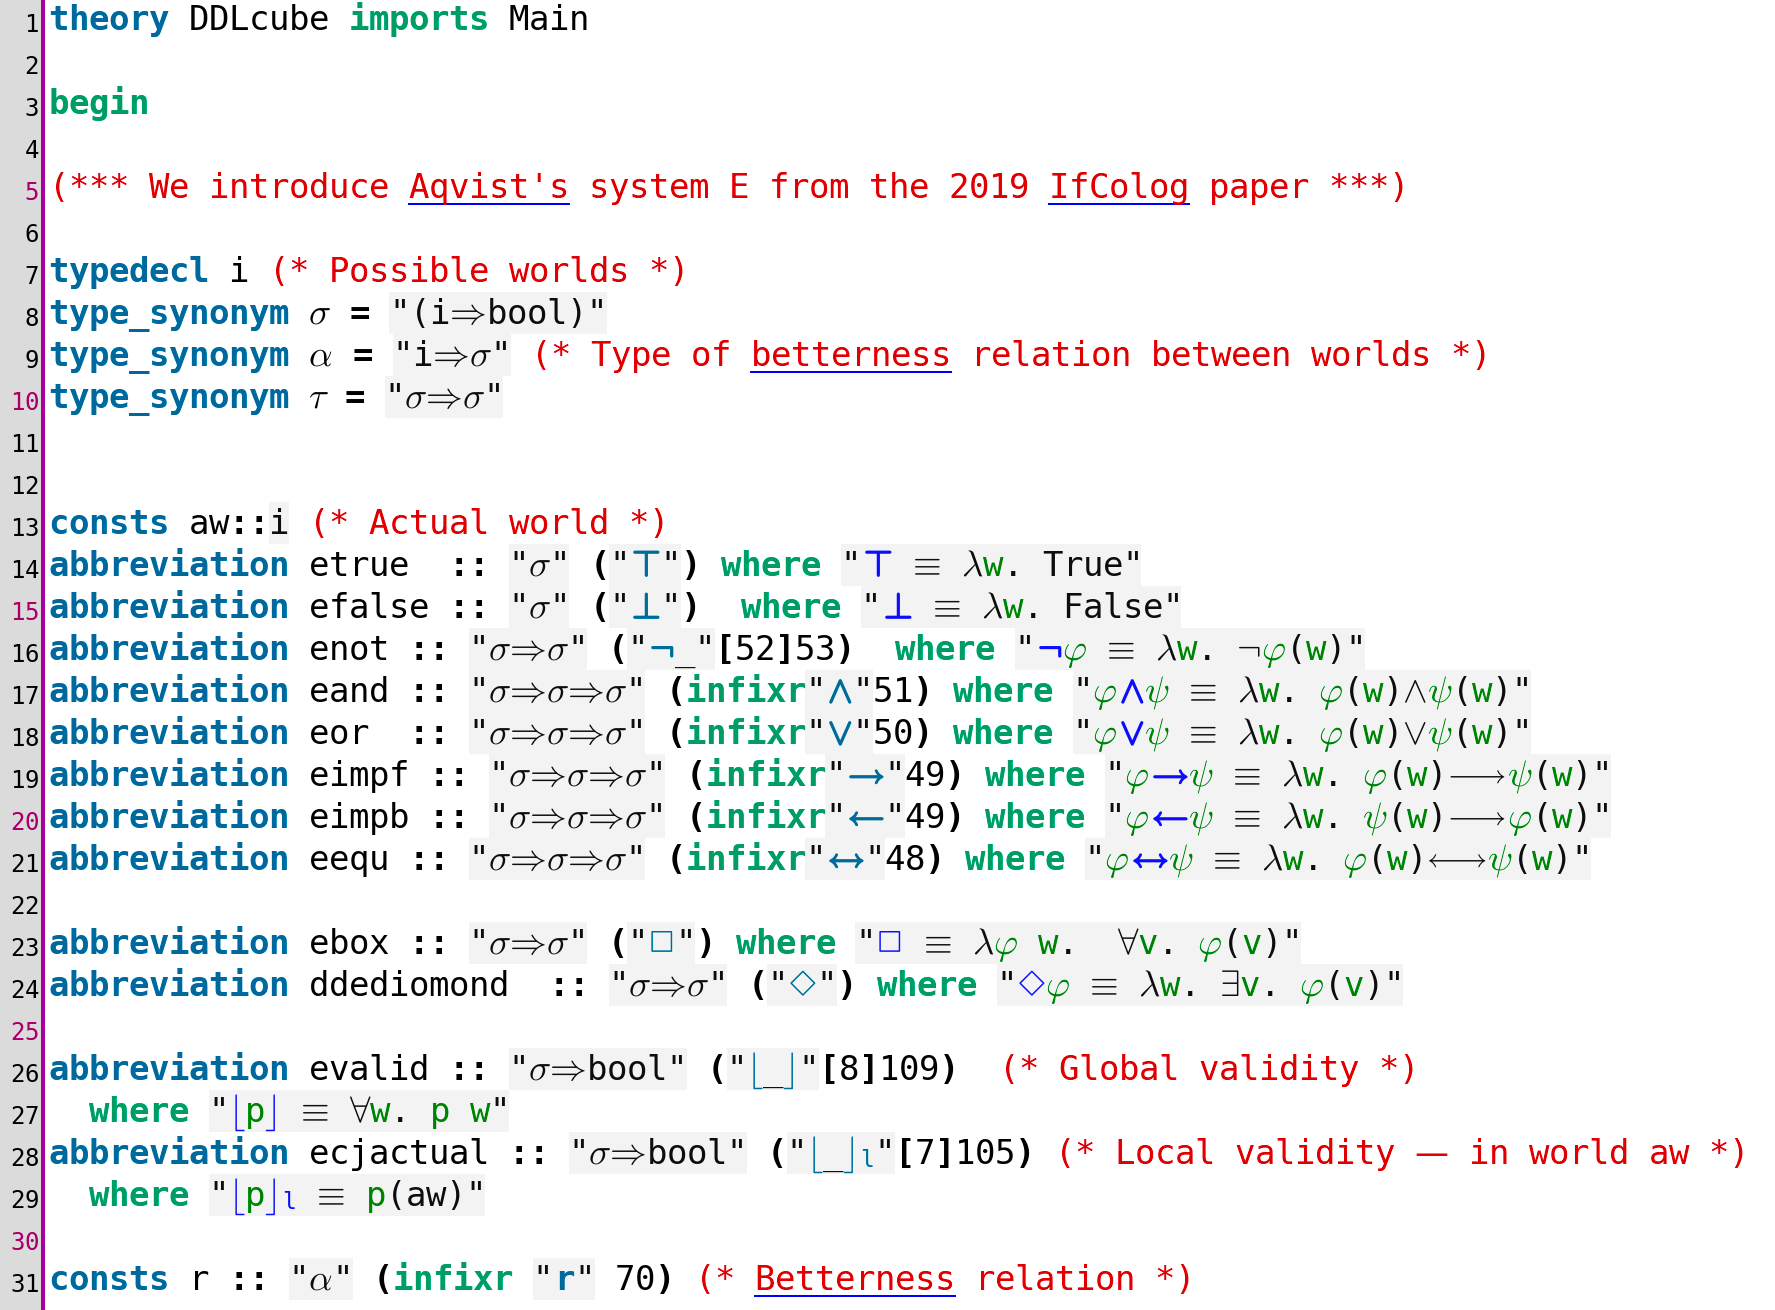 1 theory DDLcube imports Main
2
3 begin
4
5 (*** We introduce Aqvist's system E from the 2019 IfColog paper ***)
6
7 typedecl i (* Possible worlds *)
8 type_synonym σ = "(i⇒bool)"
9 type_synonym α = "i⇒σ" (* Type of betterness relation between worlds *)
10 type_synonym τ = "σ⇒σ"
11
12
13 consts aw::i (* Actual world *)
14 abbreviation etrue  :: "σ" ("⊤") where "⊤ ≡ λw. True"
15 abbreviation efalse :: "σ" ("⊥")  where "⊥ ≡ λw. False"
16 abbreviation enot :: "σ⇒σ" ("¬_"[52]53)  where "¬φ ≡ λw. ¬φ(w)"
17 abbreviation eand :: "σ⇒σ⇒σ" (infixr"∧"51) where "φ∧ψ ≡ λw. φ(w)∧ψ(w)"
18 abbreviation eor  :: "σ⇒σ⇒σ" (infixr"∨"50) where "φ∨ψ ≡ λw. φ(w)∨ψ(w)"
19 abbreviation eimpf :: "σ⇒σ⇒σ" (infixr"→"49) where "φ→ψ ≡ λw. φ(w)⟶ψ(w)"
20 abbreviation eimpb :: "σ⇒σ⇒σ" (infixr"←"49) where "φ←ψ ≡ λw. ψ(w)⟶φ(w)"
21 abbreviation eequ :: "σ⇒σ⇒σ" (infixr"↔"48) where "φ↔ψ ≡ λw. φ(w)⟷ψ(w)"
22
23 abbreviation ebox :: "σ⇒σ" ("□") where "□ ≡ λφ w.  ∀v. φ(v)"
24 abbreviation ddediomond  :: "σ⇒σ" ("◇") where "◇φ ≡ λw. ∃v. φ(v)"
25
26 abbreviation evalid :: "σ⇒bool" ("⌊_⌋"[8]109)  (* Global validity *)
27   where "⌊p⌋ ≡ ∀w. p w"
28 abbreviation ecjactual :: "σ⇒bool" ("⌊_⌋ₗ"[7]105) (* Local validity — in world aw *)
29   where "⌊p⌋ₗ ≡ p(aw)"
30
31 consts r :: "α" (infixr "r" 70) (* Betterness relation *)